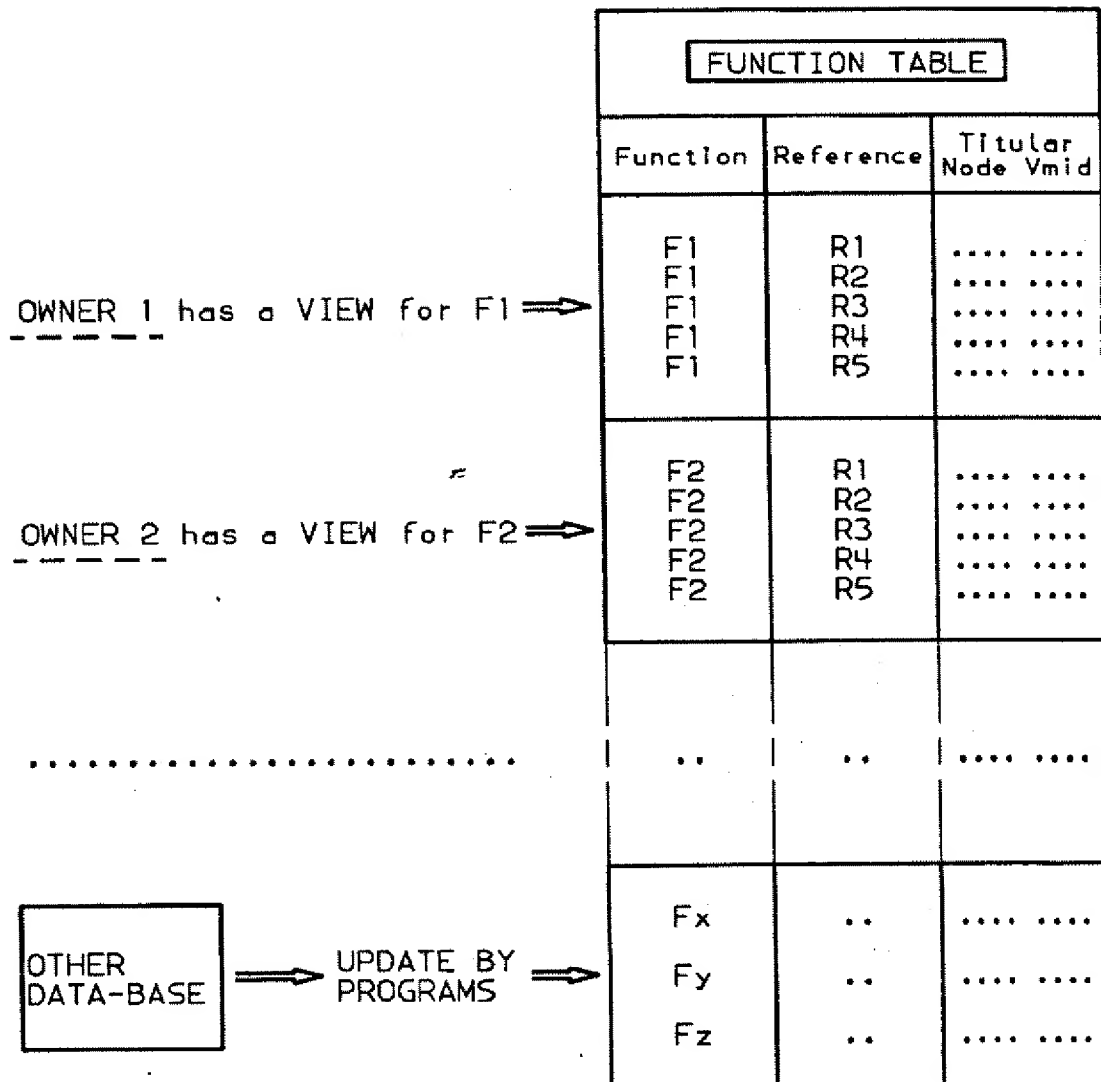 FUNCTION TABLE
Function Reference Titular Node Vmid
F1 R1 .... ....
F1 R2 .... ....
OWNER 1 has a VIEW for F1 ⇒ F1 R3 .... ....
F1 R4 .... ....
F1 R5 .... ....
F2 R1 .... ....
F2 R2 .... ....
OWNER 2 has a VIEW for F2 ⇒ F2 R3 .... ....
F2 R4 .... ....
F2 R5 .... ....
......................... .. .. .... ....
Fx .. .... ....
OTHER DATA-BASE ⇒ UPDATE BY PROGRAMS ⇒ Fy .. .... ....
Fz .. .... ....